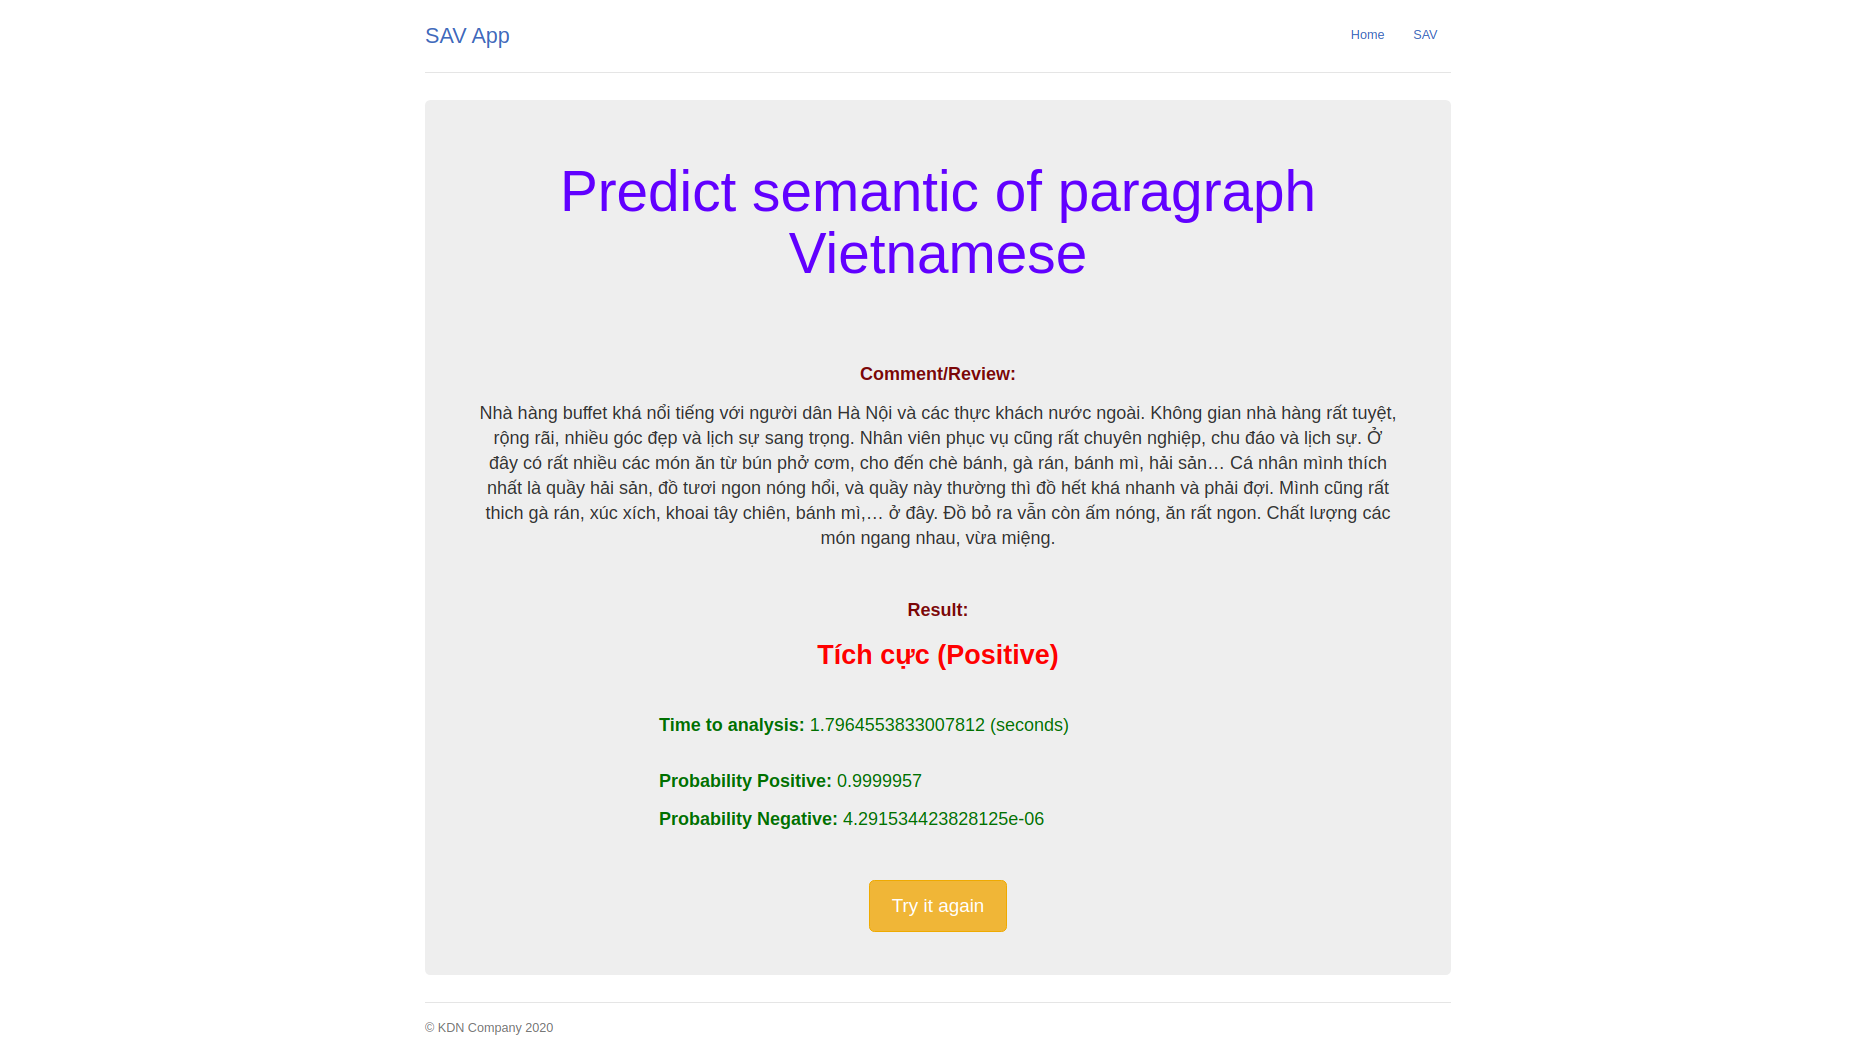 SAV App
Home
SAV
Predict semantic of paragraph
Vietnamese
Comment/Review:
Nhà hàng buffet khá nổi tiếng với người dân Hà Nội và các thực khách nước ngoài. Không gian nhà hàng rất tuyệt,
rộng rãi, nhiều góc đẹp và lịch sự sang trọng. Nhân viên phục vụ cũng rất chuyên nghiệp, chu đáo và lịch sự. Ở
đây có rất nhiều các món ăn từ bún phở cơm, cho đến chè bánh, gà rán, bánh mì, hải sản… Cá nhân mình thích
nhất là quầy hải sản, đồ tươi ngon nóng hổi, và quầy này thường thì đồ hết khá nhanh và phải đợi. Mình cũng rất
thich gà rán, xúc xích, khoai tây chiên, bánh mì,… ở đây. Đồ bỏ ra vẫn còn ấm nóng, ăn rất ngon. Chất lượng các
món ngang nhau, vừa miệng.
Result:
Tích cực (Positive)
Time to analysis: 1.7964553833007812 (seconds)
Probability Positive: 0.9999957
Probability Negative: 4.291534423828125e-06
Try it again
© KDN Company 2020